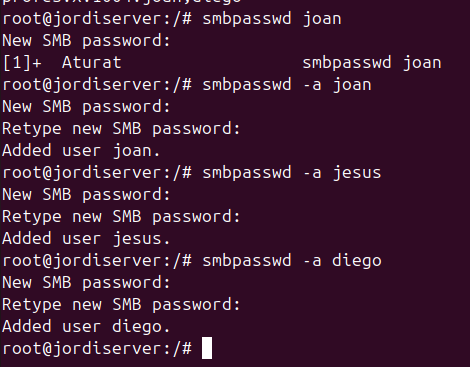 root@jordiserver:/# smbpasswd joan
New SMB password:
[1]+  Aturat                 smbpasswd joan
root@jordiserver:/# smbpasswd -a joan
New SMB password:
Retype new SMB password:
Added user joan.
root@jordiserver:/# smbpasswd -a jesus
New SMB password:
Retype new SMB password:
Added user jesus.
root@jordiserver:/# smbpasswd -a diego
New SMB password:
Retype new SMB password:
Added user diego.
root@jordiserver:/#